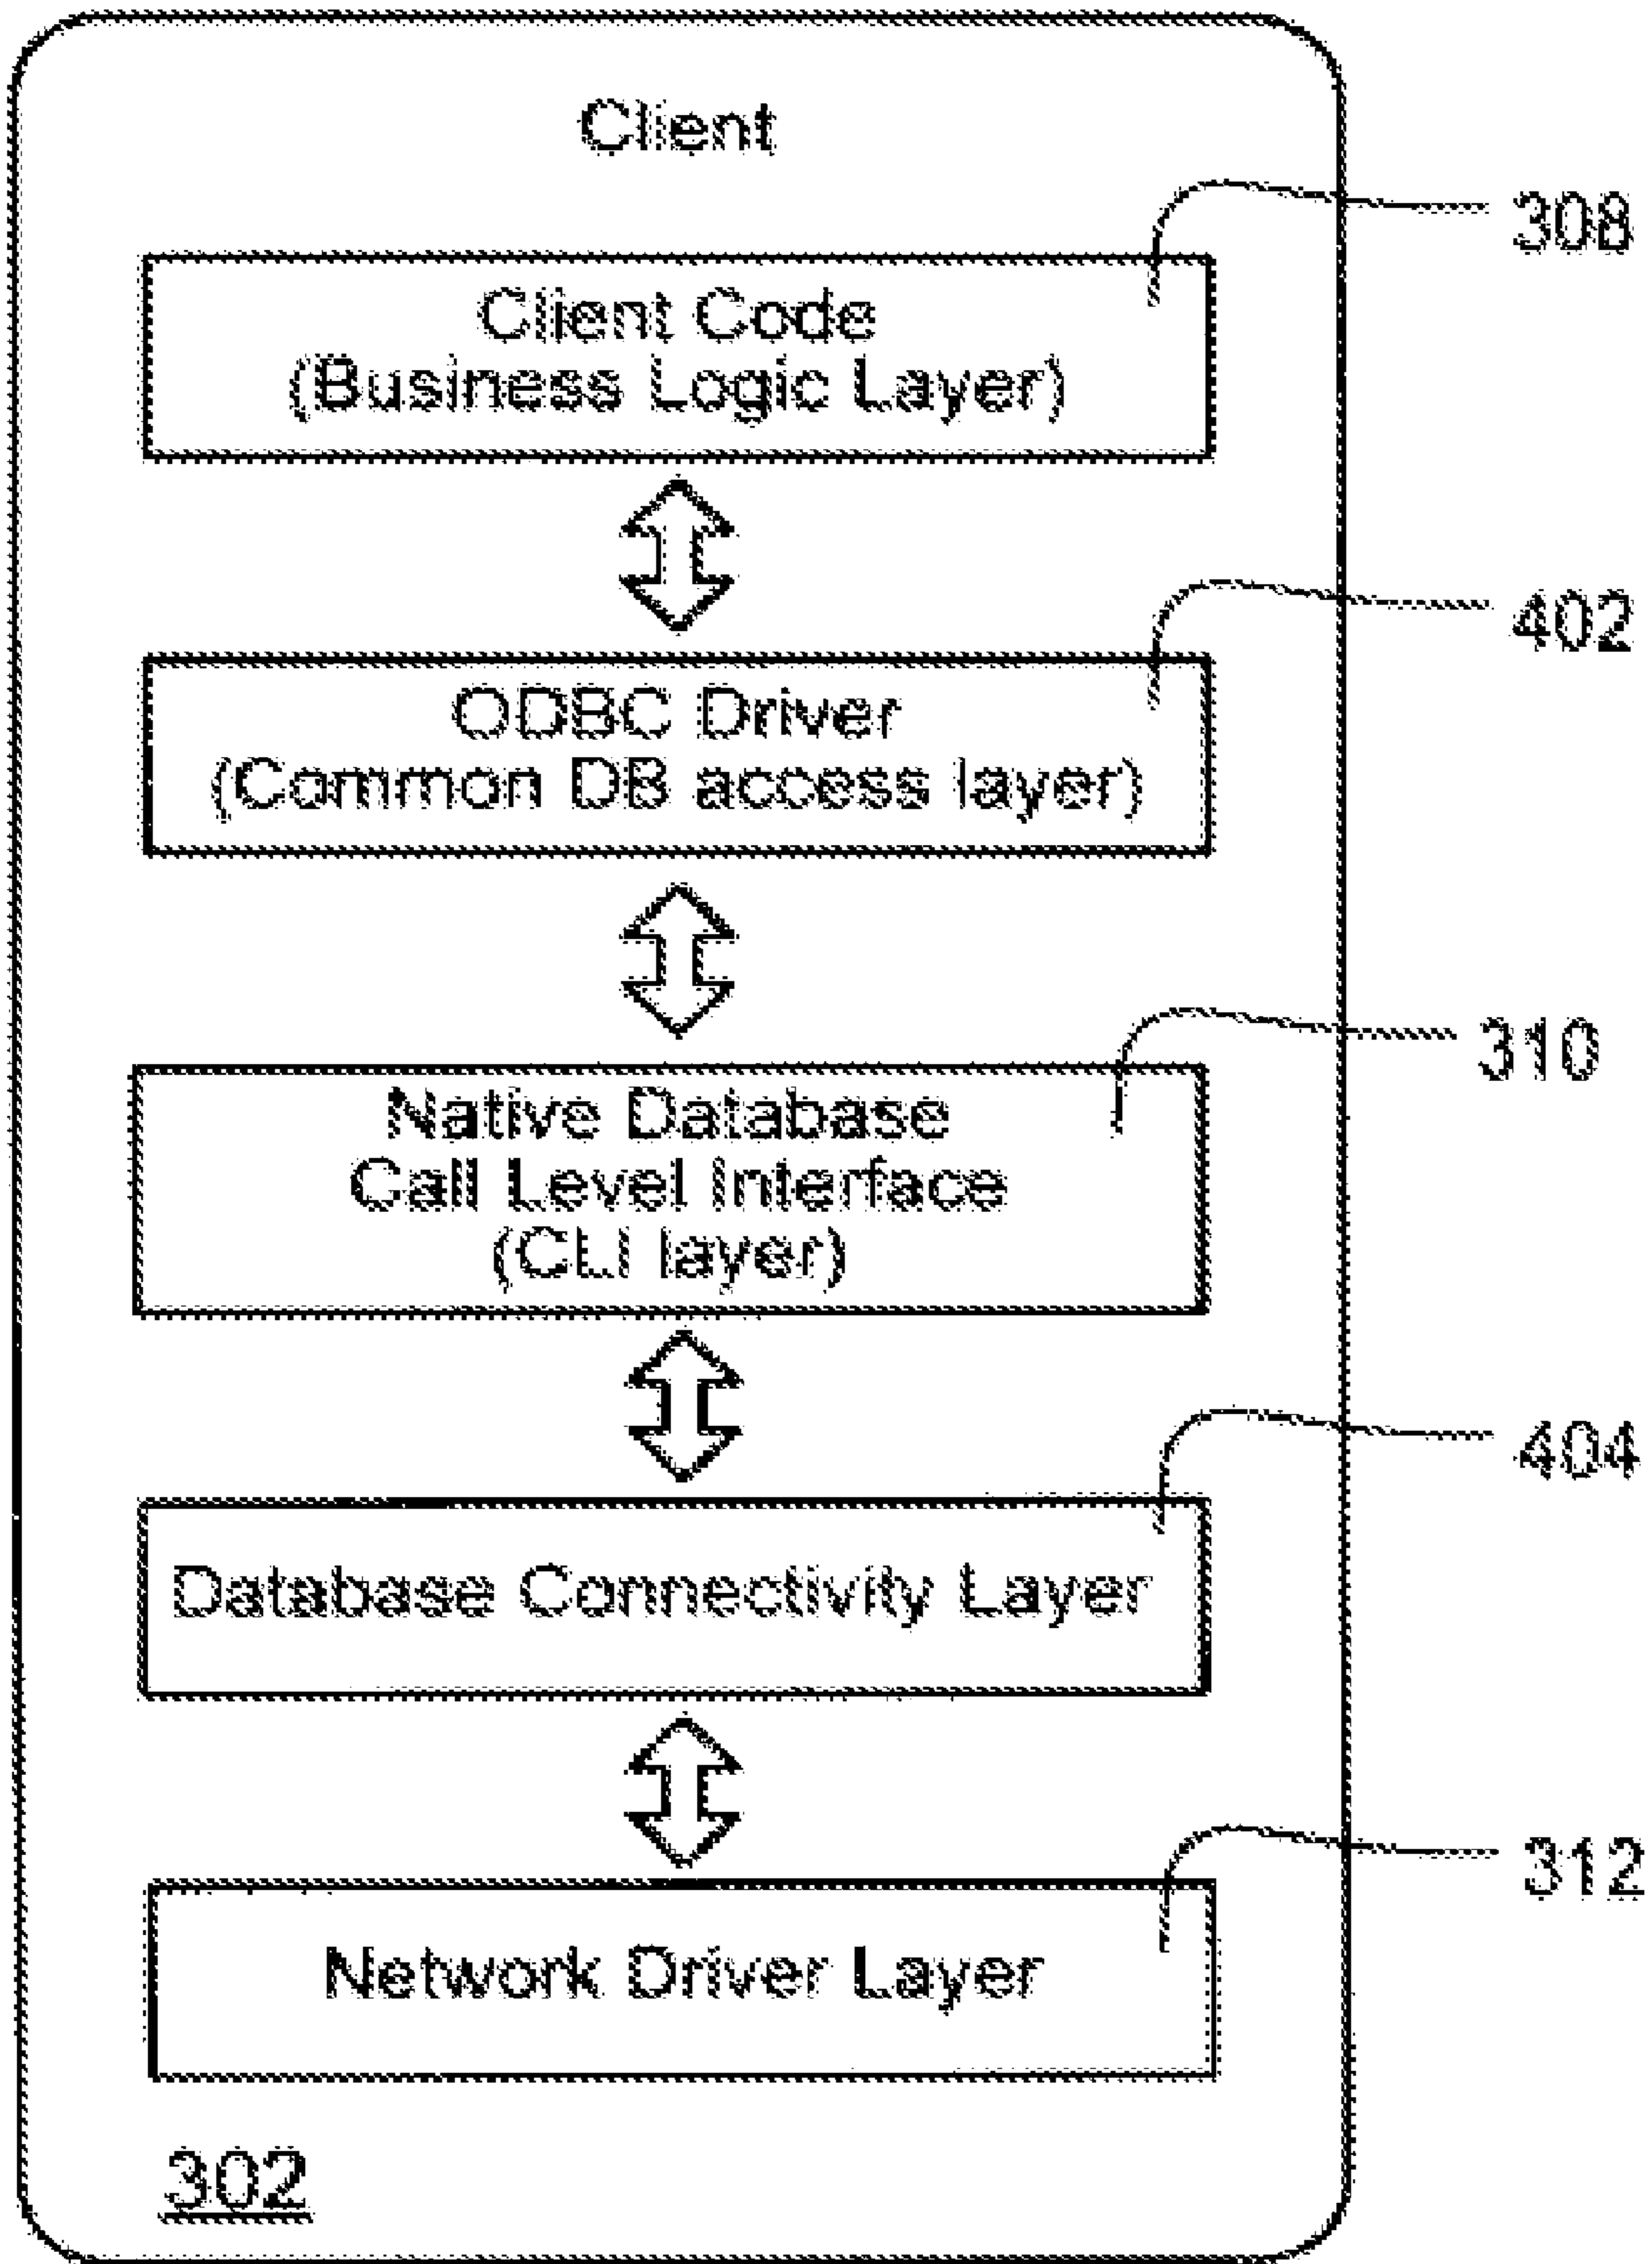 Client
308
Client Code
(Business Logic Layer)
402
ODBC Driver
(Common DB access layer)
310
Native Database
Call Level Interface
(CLI layer)
404
Database Connectivity Layer
312
Network Driver Layer
302